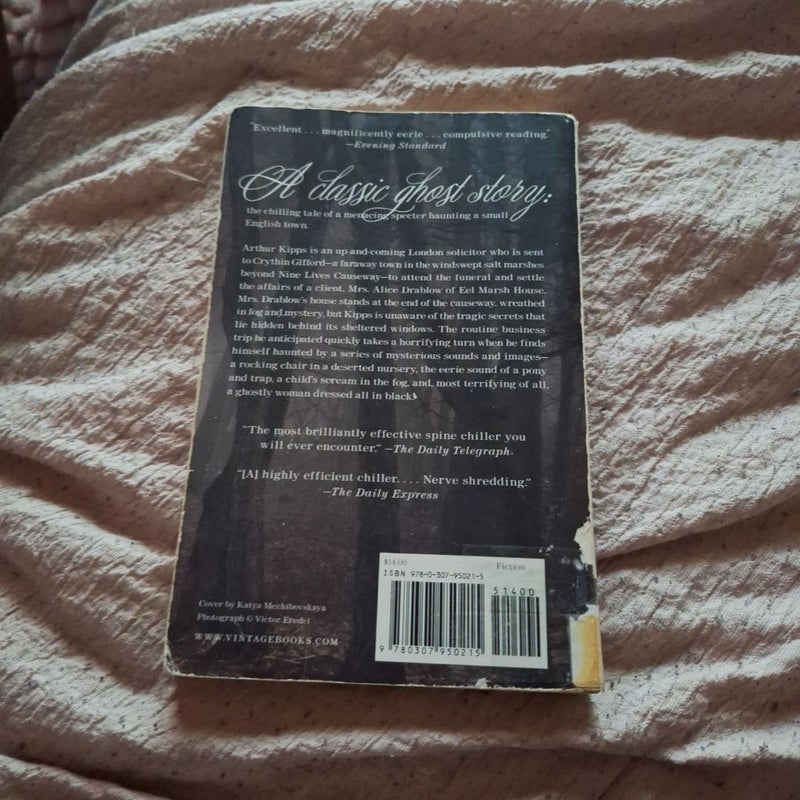 "Excellent . . . magnificently eerie . . . compulsive reading."
—Evening Standard
A classic ghost story:
the chilling tale of a menacing specter haunting a small
English town.
Arthur Kipps is an up-and-coming London solicitor who is sent
to Crythin Gifford—a faraway town in the windswept salt marshes
beyond Nine Lives Causeway—to attend the funeral and settle
the affairs of a client, Mrs. Alice Drablow of Eel Marsh House.
Mrs. Drablow's house stands at the end of the causeway, wreathed
in fog and mystery, but Kipps is unaware of the tragic secrets that
lie hidden behind its sheltered windows. The routine business
trip he anticipated quickly takes a horrifying turn when he finds
himself haunted by a series of mysterious sounds and images—
a rocking chair in a deserted nursery, the eerie sound of a pony
and trap, a child's scream in the fog, and, most terrifying of all,
a ghostly woman dressed all in black.
"The most brilliantly effective spine chiller you
will ever encounter." —The Daily Telegraph.
"[A] highly efficient chiller. . . . Nerve shredding."
—The Daily Express
$14.00 Fiction
ISBN 978-0-307-95021-5
51400
9 780307 950215
Cover by Katya Mezhibovskaya
Photograph © Victor Eredel
WWW.VINTAGEBOOKS.COM